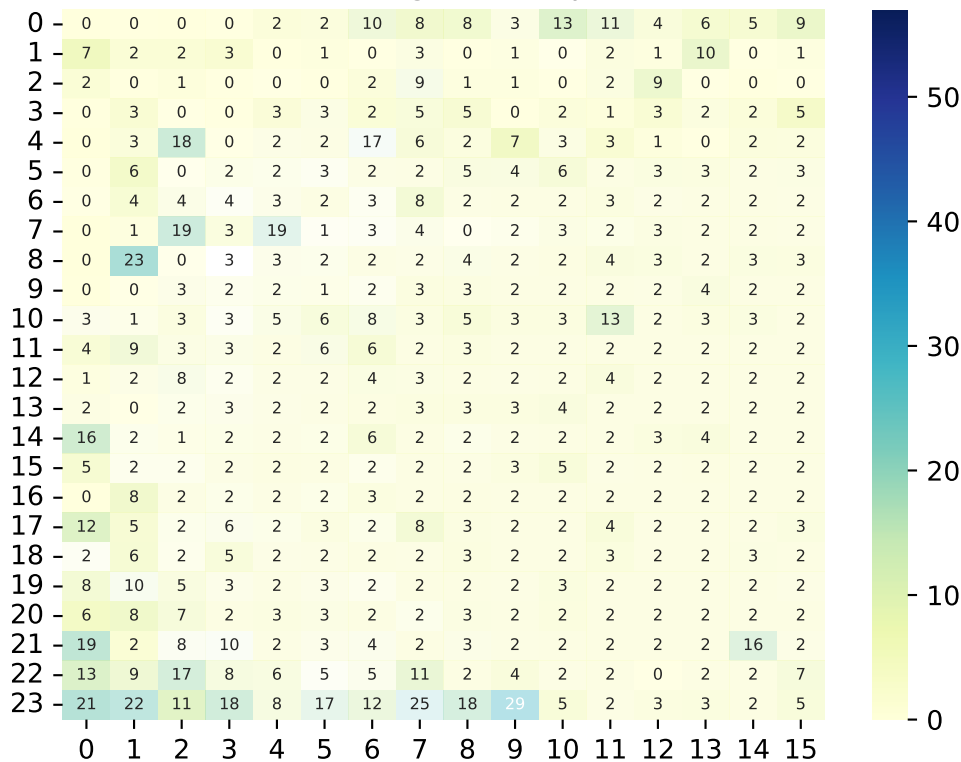 0 0 0 0 0 2 2 10 8 8 3 13 11 4 6 5 9
1 7 2 2 3 0 1 0 3 0 1 0 2 1 10 0 1
2 2 0 1 0 0 0 2 9 1 1 0 2 9 0 0 0
3 0 3 0 0 3 3 2 5 5 0 2 1 3 2 2 5
4 0 3 18 0 2 2 17 6 2 7 3 3 1 0 2 2
5 0 6 0 2 2 3 2 2 5 4 6 2 3 3 2 3
6 0 4 4 4 3 2 3 8 2 2 2 3 2 2 2 2
7 0 1 19 3 19 1 3 4 0 2 3 2 3 2 2 2
8 0 23 0 3 3 2 2 2 4 2 2 4 3 2 3 3
9 0 0 3 2 2 1 2 3 3 2 2 2 2 4 2 2
10 3 1 3 3 5 6 8 3 5 3 3 13 2 3 3 2
11 4 9 3 3 2 6 6 2 3 2 2 2 2 2 2 2
12 1 2 8 2 2 2 4 3 2 2 2 4 2 2 2 2
13 2 0 2 3 2 2 2 3 3 3 4 2 2 2 2 2
14 16 2 1 2 2 2 6 2 2 2 2 2 3 4 2 2
15 5 2 2 2 2 2 2 2 2 3 5 2 2 2 2 2
16 0 8 2 2 2 2 3 2 2 2 2 2 2 2 2 2
17 12 5 2 6 2 3 2 8 3 2 2 4 2 2 2 3
18 2 6 2 5 2 2 2 2 3 2 2 3 2 2 3 2
19 8 10 5 3 2 3 2 2 2 2 3 2 2 2 2 2
20 6 8 7 2 3 3 2 2 3 2 2 2 2 2 2 2
21 19 2 8 10 2 3 4 2 3 2 2 2 2 2 16 2
22 13 9 17 8 6 5 5 11 2 4 2 2 0 2 2 7
23 21 22 11 18 8 17 12 25 18 29 5 2 3 3 2 5
0 1 2 3 4 5 6 7 8 9 10 11 12 13 14 15
50
40
30
20
10
0